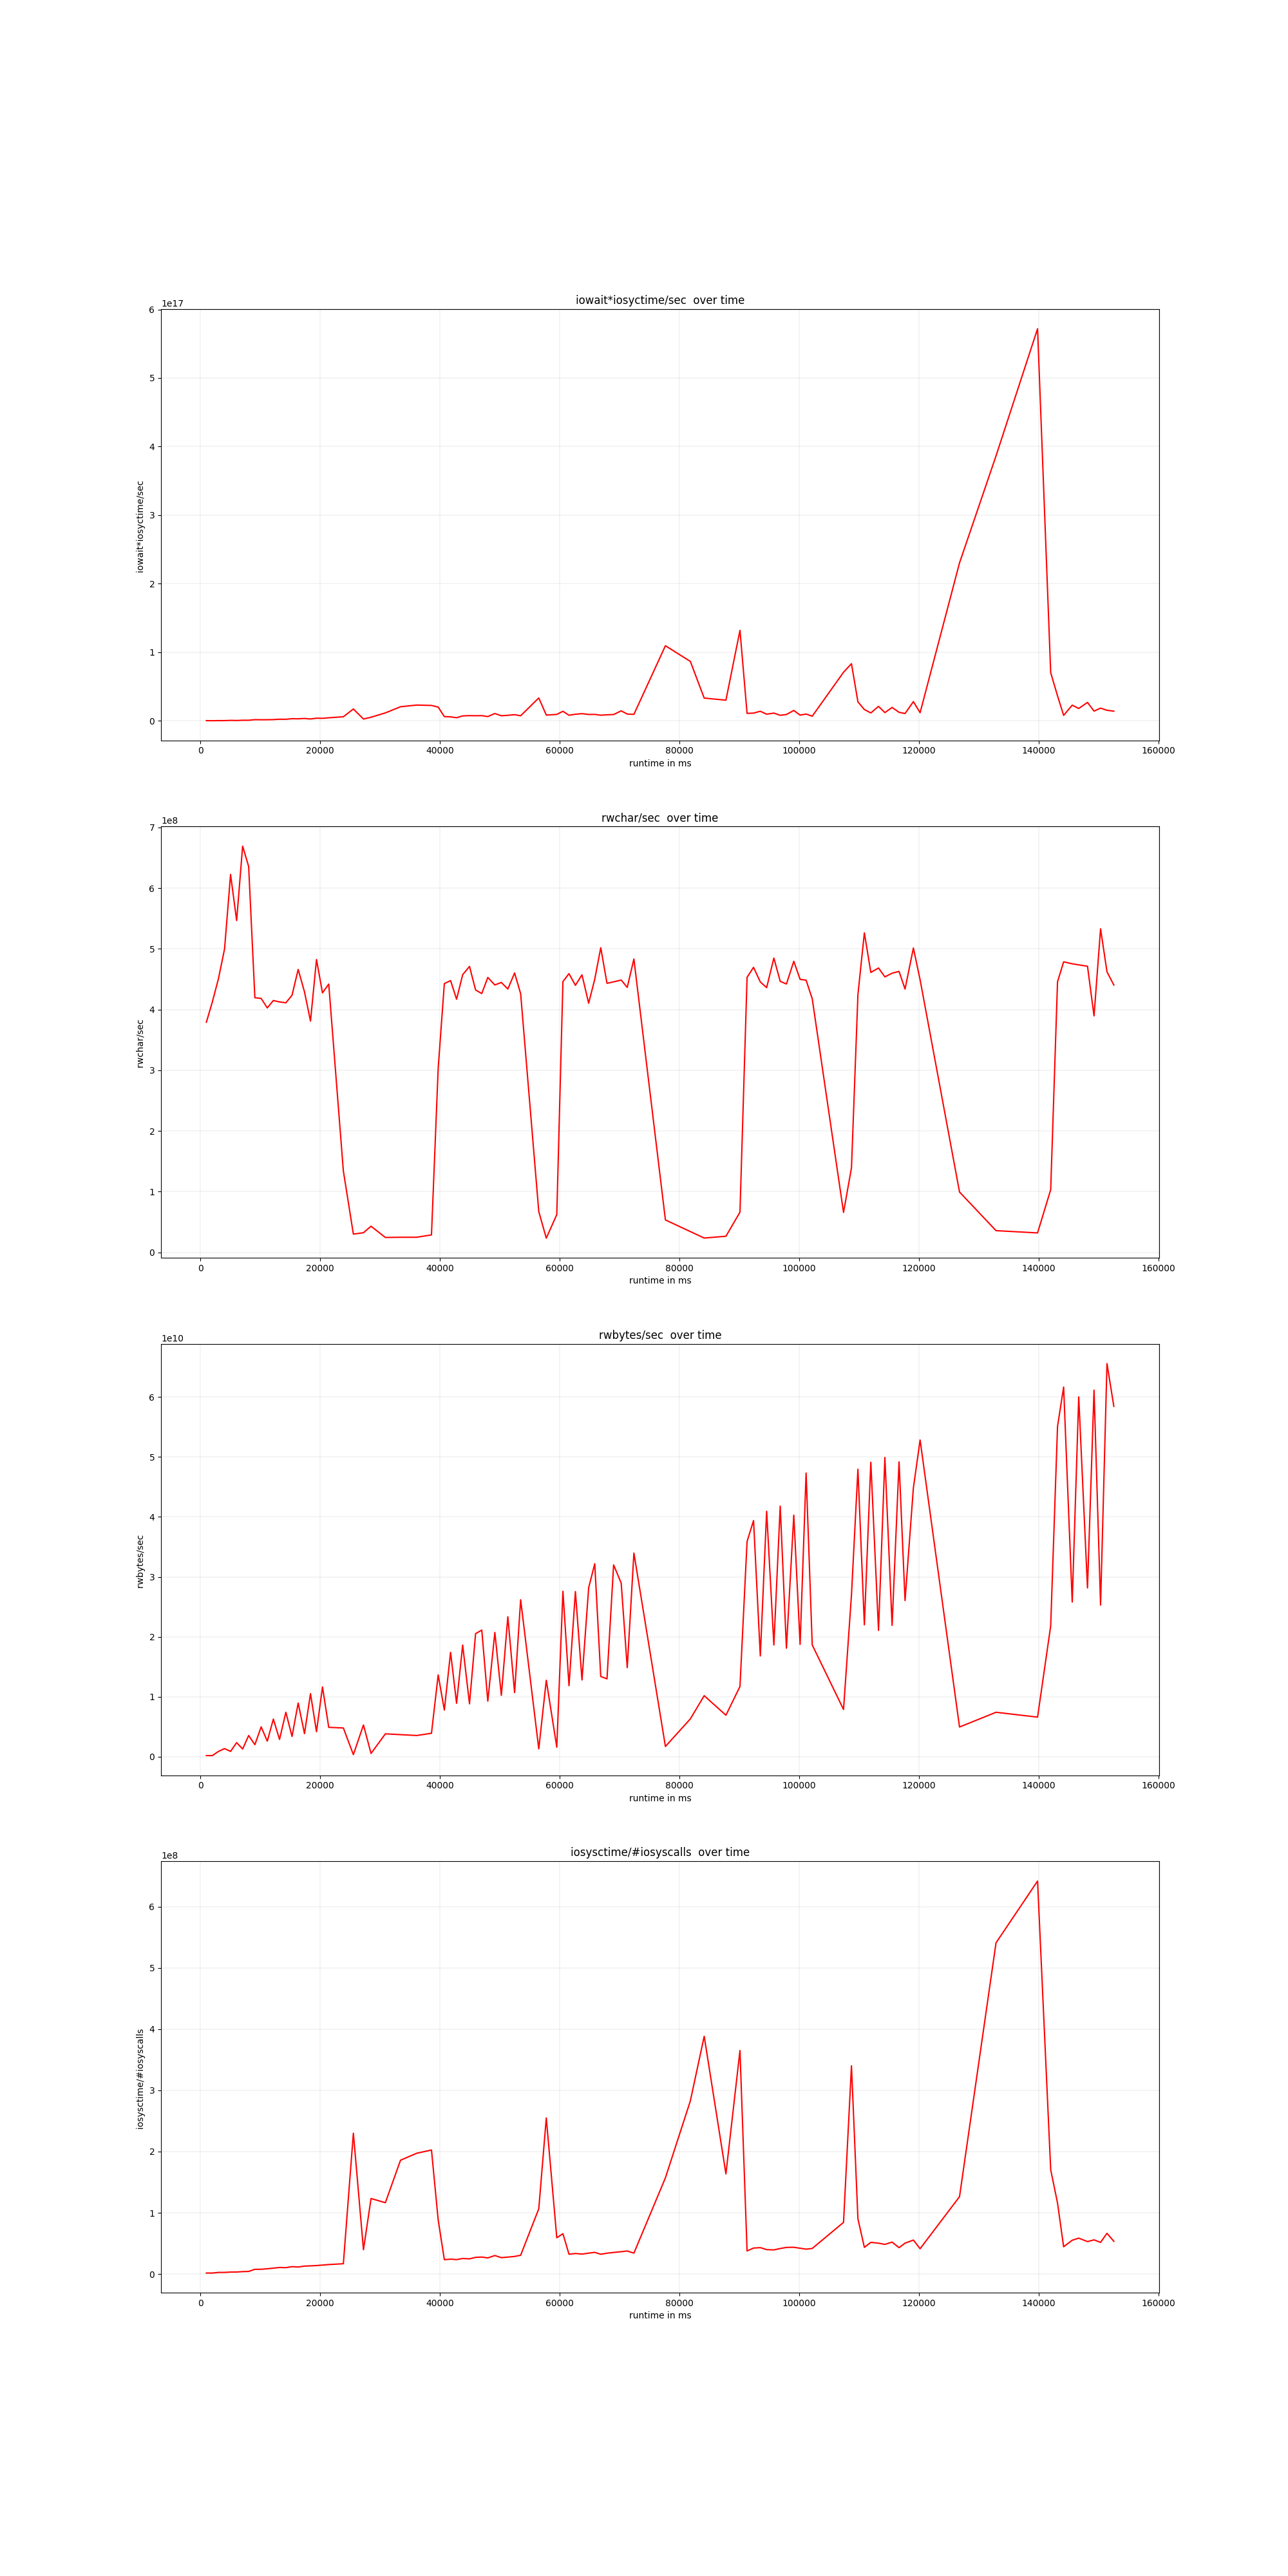 iowait*iosyctime/sec  over time
1e17
6
5
4
3
2
1
0
iowait*iosyctime/sec
0 20000 40000 60000 80000 100000 120000 140000 160000
runtime in ms
rwchar/sec  over time
1e8
7
6
5
4
3
2
1
0
rwchar/sec
0 20000 40000 60000 80000 100000 120000 140000 160000
runtime in ms
rwbytes/sec  over time
1e10
6
5
4
3
2
1
0
rwbytes/sec
0 20000 40000 60000 80000 100000 120000 140000 160000
runtime in ms
iosysctime/#iosyscalls  over time
1e8
6
5
4
3
2
1
0
iosysctime/#iosyscalls
0 20000 40000 60000 80000 100000 120000 140000 160000
runtime in ms